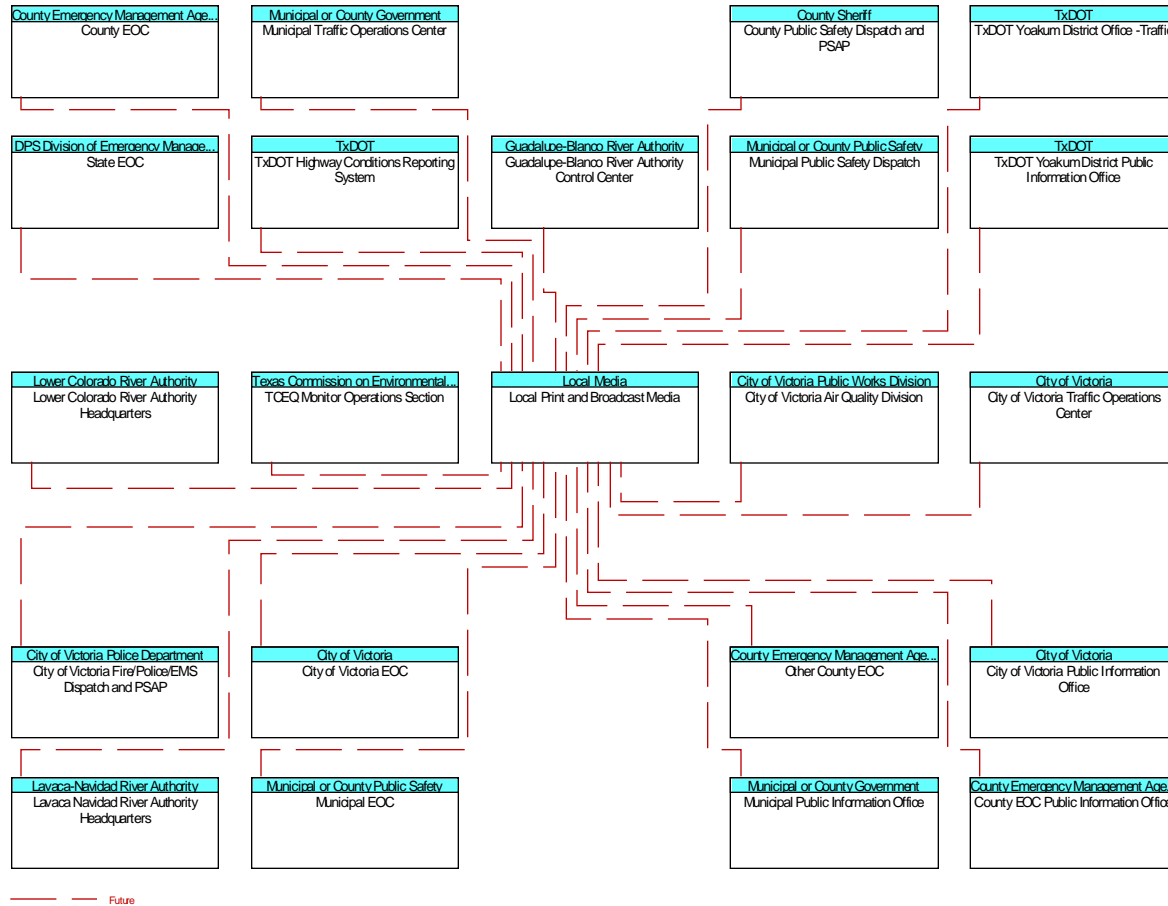 County Emergency Management Age...
County EOC
Municipal or County Government
Municipal Traffic Operations Center
County Sheriff
County Public Safety Dispatch and
PSAP
TxDOT
TxDOT Yoakum District Office -Traffic
DPS Division of Emergency Manage...
State EOC
TxDOT
TxDOT Highway Conditions Reporting
System
Guadalupe-Blanco River Authority
Guadalupe-Blanco River Authority
Control Center
Municipal or County Public Safety
Municipal Public Safety Dispatch
TxDOT
TxDOT Yoakum District Public
Information Office
Lower Colorado River Authority
Lower Colorado River Authority
Headquarters
Texas Commission on Environmental...
TCEQ Monitor Operations Section
Local Media
Local Print and Broadcast Media
City of Victoria Public Works Division
City of Victoria Air Quality Division
City of Victoria
City of Victoria Traffic Operations
Center
City of Victoria Police Department
City of Victoria Fire/Police/EMS
Dispatch and PSAP
City of Victoria
City of Victoria EOC
County Emergency Management Age...
Other County EOC
City of Victoria
City of Victoria Public Information
Office
Lavaca-Navidad River Authority
Lavaca Navidad River Authority
Headquarters
Municipal or County Public Safety
Municipal EOC
Municipal or County Government
Municipal Public Information Office
County Emergency Management Age...
County EOC Public Information Office
Future